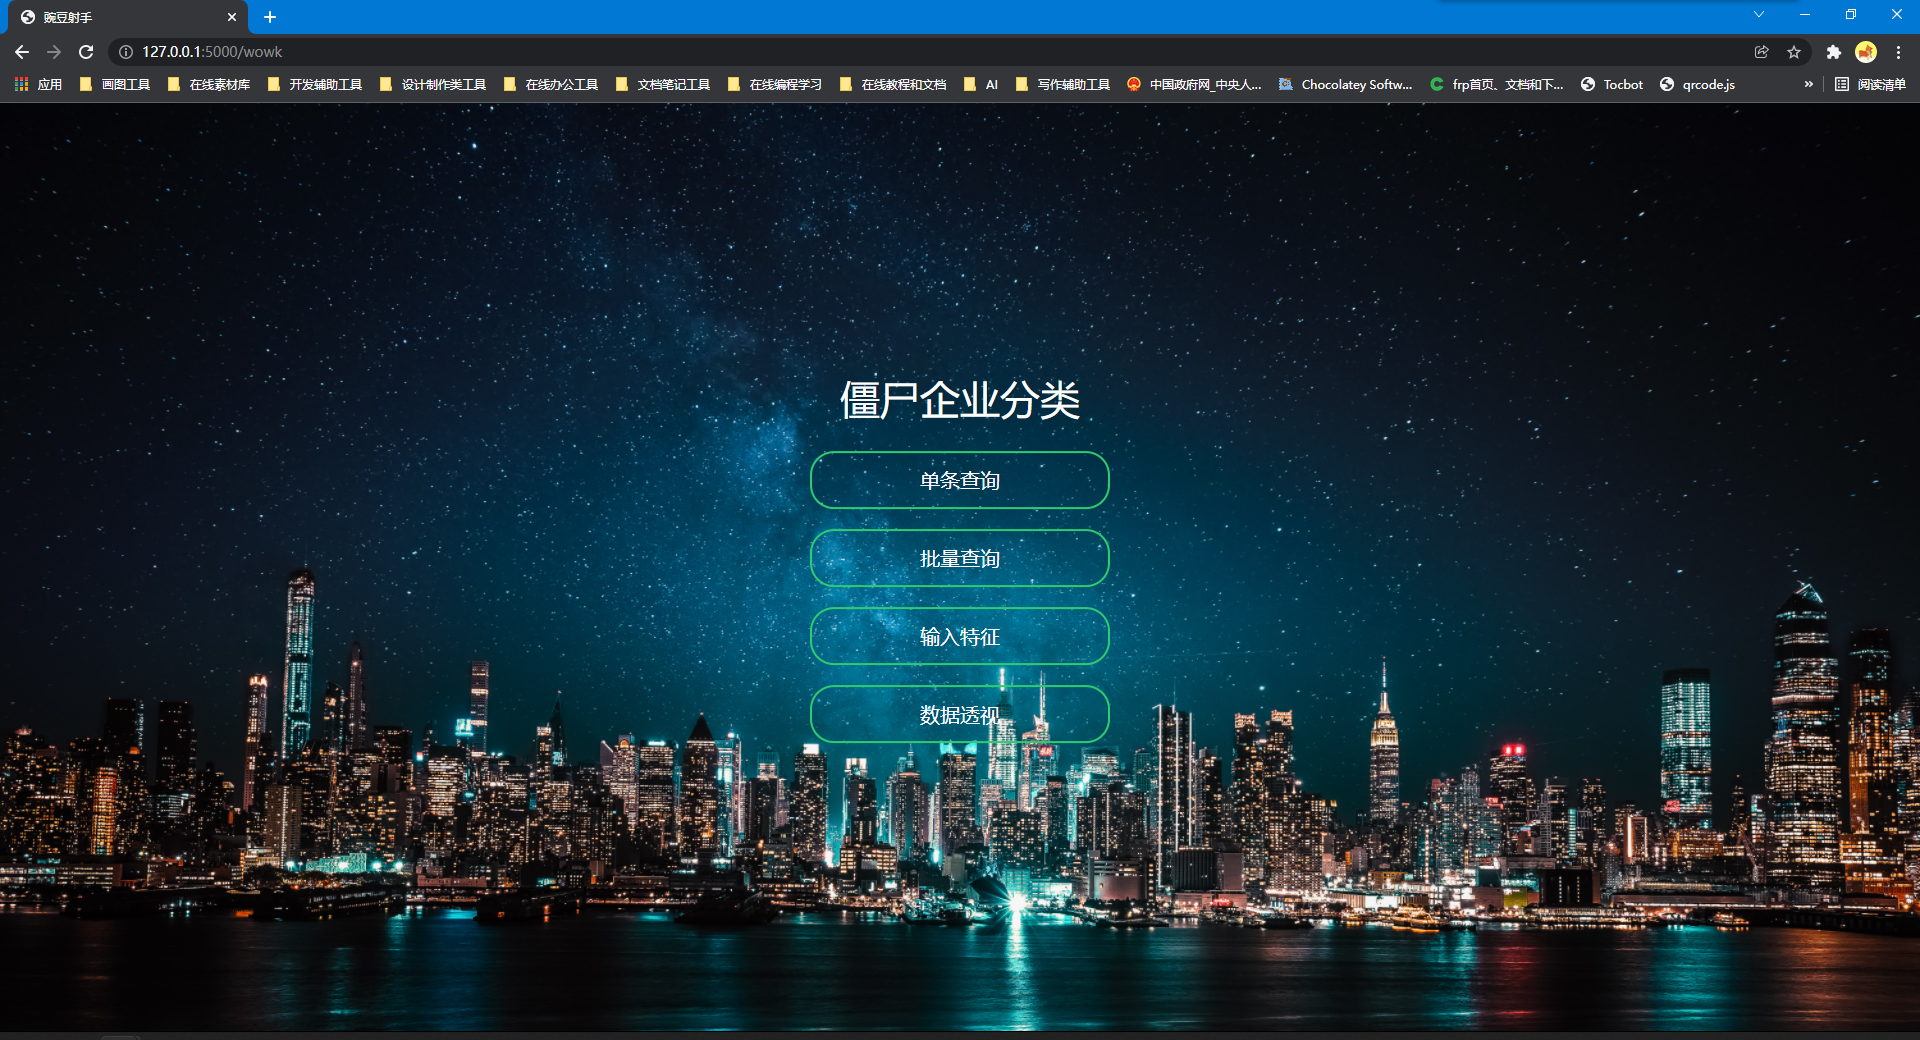 豌豆射手
127.0.0.1:5000/wowk
应用 画图工具 在线素材库 开发辅助工具 设计制作类工具 在线办公工具 文档笔记工具 在线编程学习 在线教程和文档 AI 写作辅助工具 中国政府网_中央人... Chocolatey Softw... frp首页、文档和下... Tocbot qrcode.js » 阅读清单
僵尸企业分类
单条查询
批量查询
输入特征
数据透视